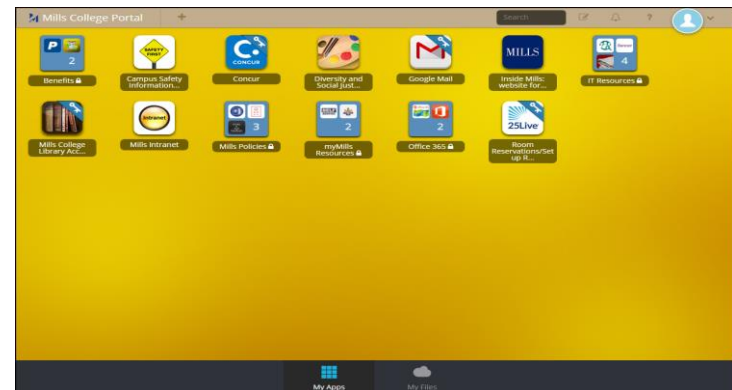 Mills College Portal +
Search ?
P
2
Benefits
SAFETY FIRST
Campus Safety
Information...
C.
CONCUR
Concur
Diversity and
Social Just...
Google Mail
MILLS
Inside Mills:
website for...
4
IT Resources
Mills College
Library Acc...
Intranet
Mills Intranet
3
Mills Policies
2
myMills
Resources
2
Office 365
25Live
Room
Reservations/Set
up R...
My Apps
My Files